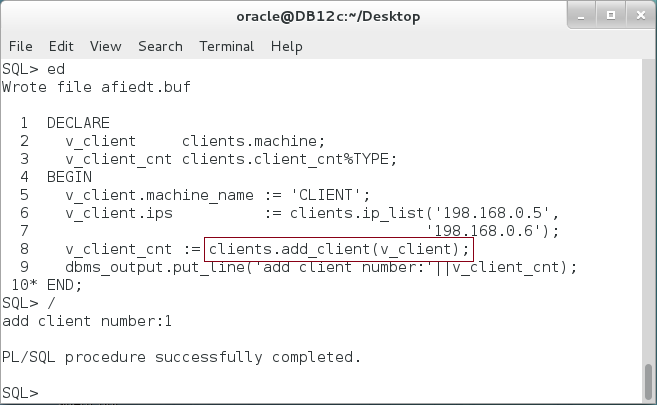 oracle@DB12c:~/Desktop
File Edit View Search Terminal Help
SQL> ed
Wrote file afiedt.buf
1 DECLARE
2 v_client clients.machine;
3 v_client_cnt clients.client_cnt%TYPE;
4 BEGIN
5 v_client.machine_name := 'CLIENT';
6 v_client.ips := clients.ip_list('198.168.0.5',
7 '198.168.0.6');
8 v_client_cnt := clients.add_client(v_client);
9 dbms_output.put_line('add client number:'||v_client_cnt);
10* END;
SQL> /
add client number:1
PL/SQL procedure successfully completed.
SQL>